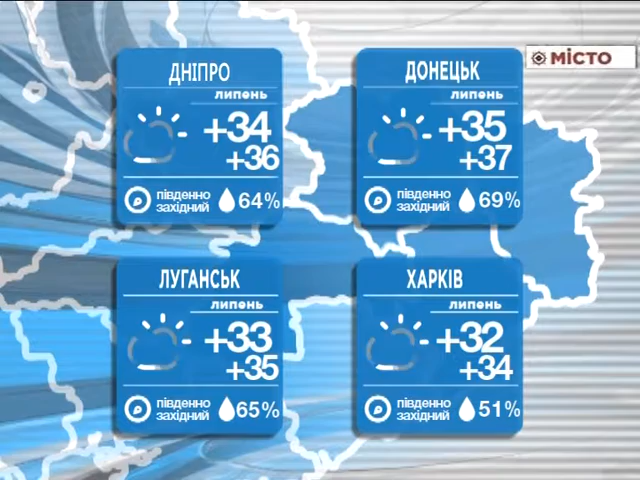 МІСТО
ДНІПРО
липень
+34
+36
південно
західний
64%
ДОНЕЦЬК
липень
+35
+37
південно
західний
69%
ЛУГАНСЬК
липень
+33
+35
південно
західний
65%
ХАРКІВ
липень
+32
+34
південно
західний
51%